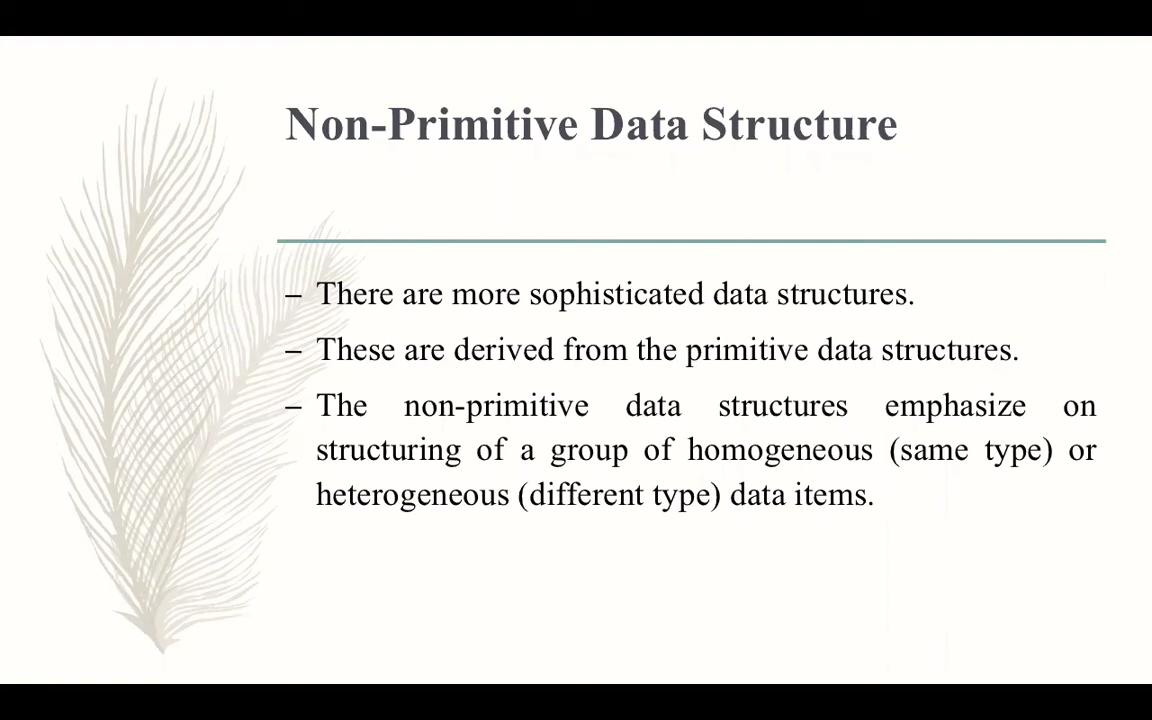 Non-Primitive Data Structure
– There are more sophisticated data structures.
– These are derived from the primitive data structures.
– The non-primitive data structures emphasize on
structuring of a group of homogeneous (same type) or
heterogeneous (different type) data items.